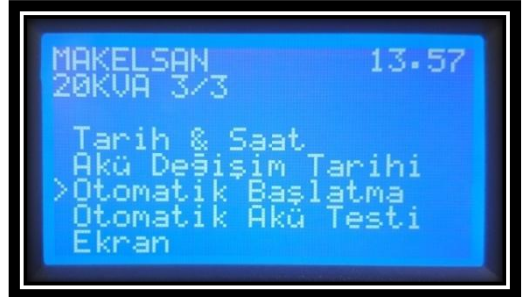 MAKELSAN 13.57
20KVA 3/3
Tarih & Saat
Akü Değişim Tarihi
>Otomatik Başlatma
Otomatik Akü Testi
Ekran